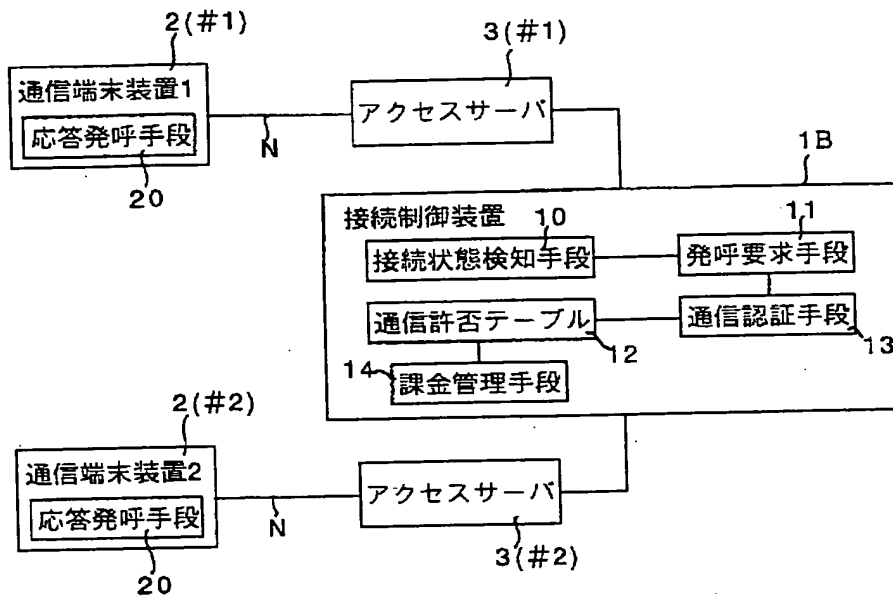 2(#1)
通信端末装置1
応答発呼手段
20
N
3(#1)
アクセスサーバ
1B
接続制御装置
10
接続状態検知手段
11
発呼要求手段
通信許否テーブル
12
通信認証手段
13
14
課金管理手段
2(#2)
通信端末装置2
応答発呼手段
20
N
アクセスサーバ
3(#2)